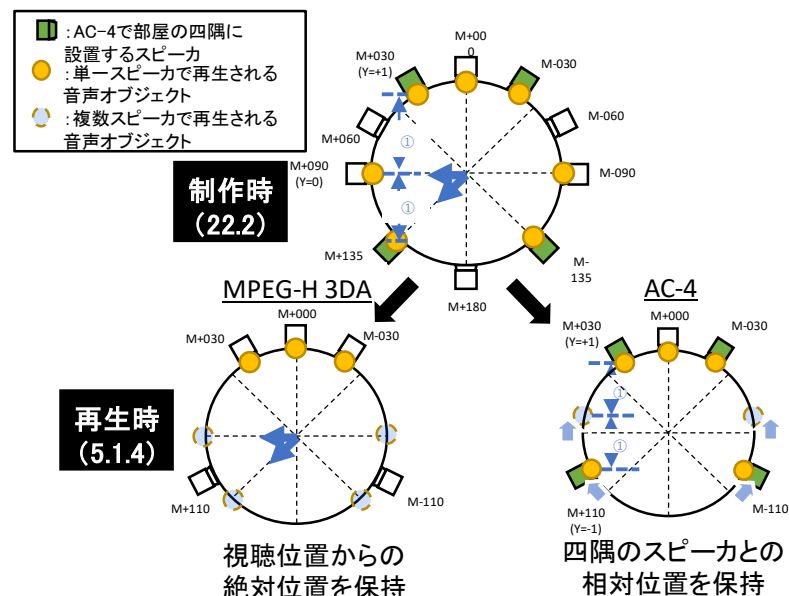 :AC-4で部屋の四隅に
設置するスピーカ
:単一スピーカで再生される
音声オブジェクト
:複数スピーカで再生される
音声オブジェクト
M+00
0
M+030
(Y=+1)
M-030
M+060
M-060
①
M+090
(Y=0)
M-090
制作時
(22.2)
①
M+135
M-
135
M+180
MPEG-H 3DA
AC-4
M+000
M+030
M-030
M+000
M+030
(Y=+1)
M-030
再生時
(5.1.4)
①
①
M+110
M-110
M+110
(Y=-1)
M-110
視聴位置からの
絶対位置を保持
四隅のスピーカとの
相対位置を保持